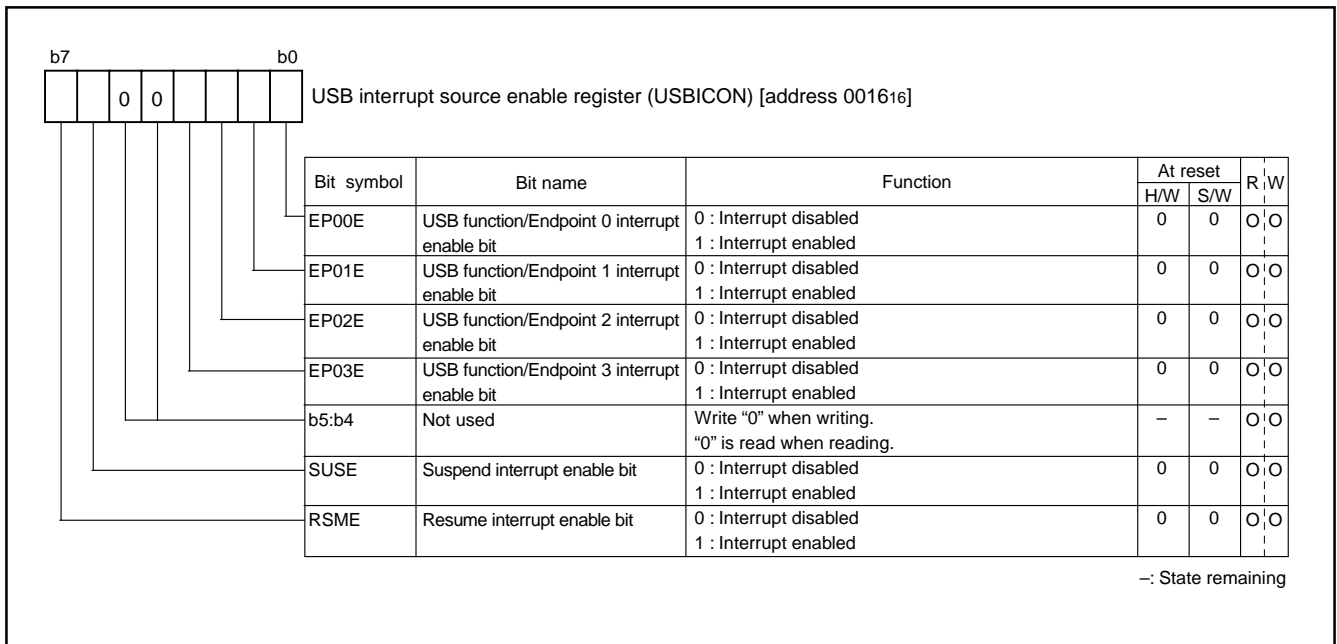 b7 b0
0 0
USB interrupt source enable register (USBICON) [address 001616]
Bit symbol Bit name Function At reset R W
H/W S/W
EP00E USB function/Endpoint 0 interrupt 0 : Interrupt disabled 0 0 O O
enable bit 1 : Interrupt enabled
EP01E USB function/Endpoint 1 interrupt 0 : Interrupt disabled 0 0 O O
enable bit 1 : Interrupt enabled
EP02E USB function/Endpoint 2 interrupt 0 : Interrupt disabled 0 0 O O
enable bit 1 : Interrupt enabled
EP03E USB function/Endpoint 3 interrupt 0 : Interrupt disabled 0 0 O O
enable bit 1 : Interrupt enabled
b5:b4 Not used Write “0” when writing. – – O O
“0” is read when reading.
SUSE Suspend interrupt enable bit 0 : Interrupt disabled 0 0 O O
1 : Interrupt enabled
RSME Resume interrupt enable bit 0 : Interrupt disabled 0 0 O O
1 : Interrupt enabled
–: State remaining